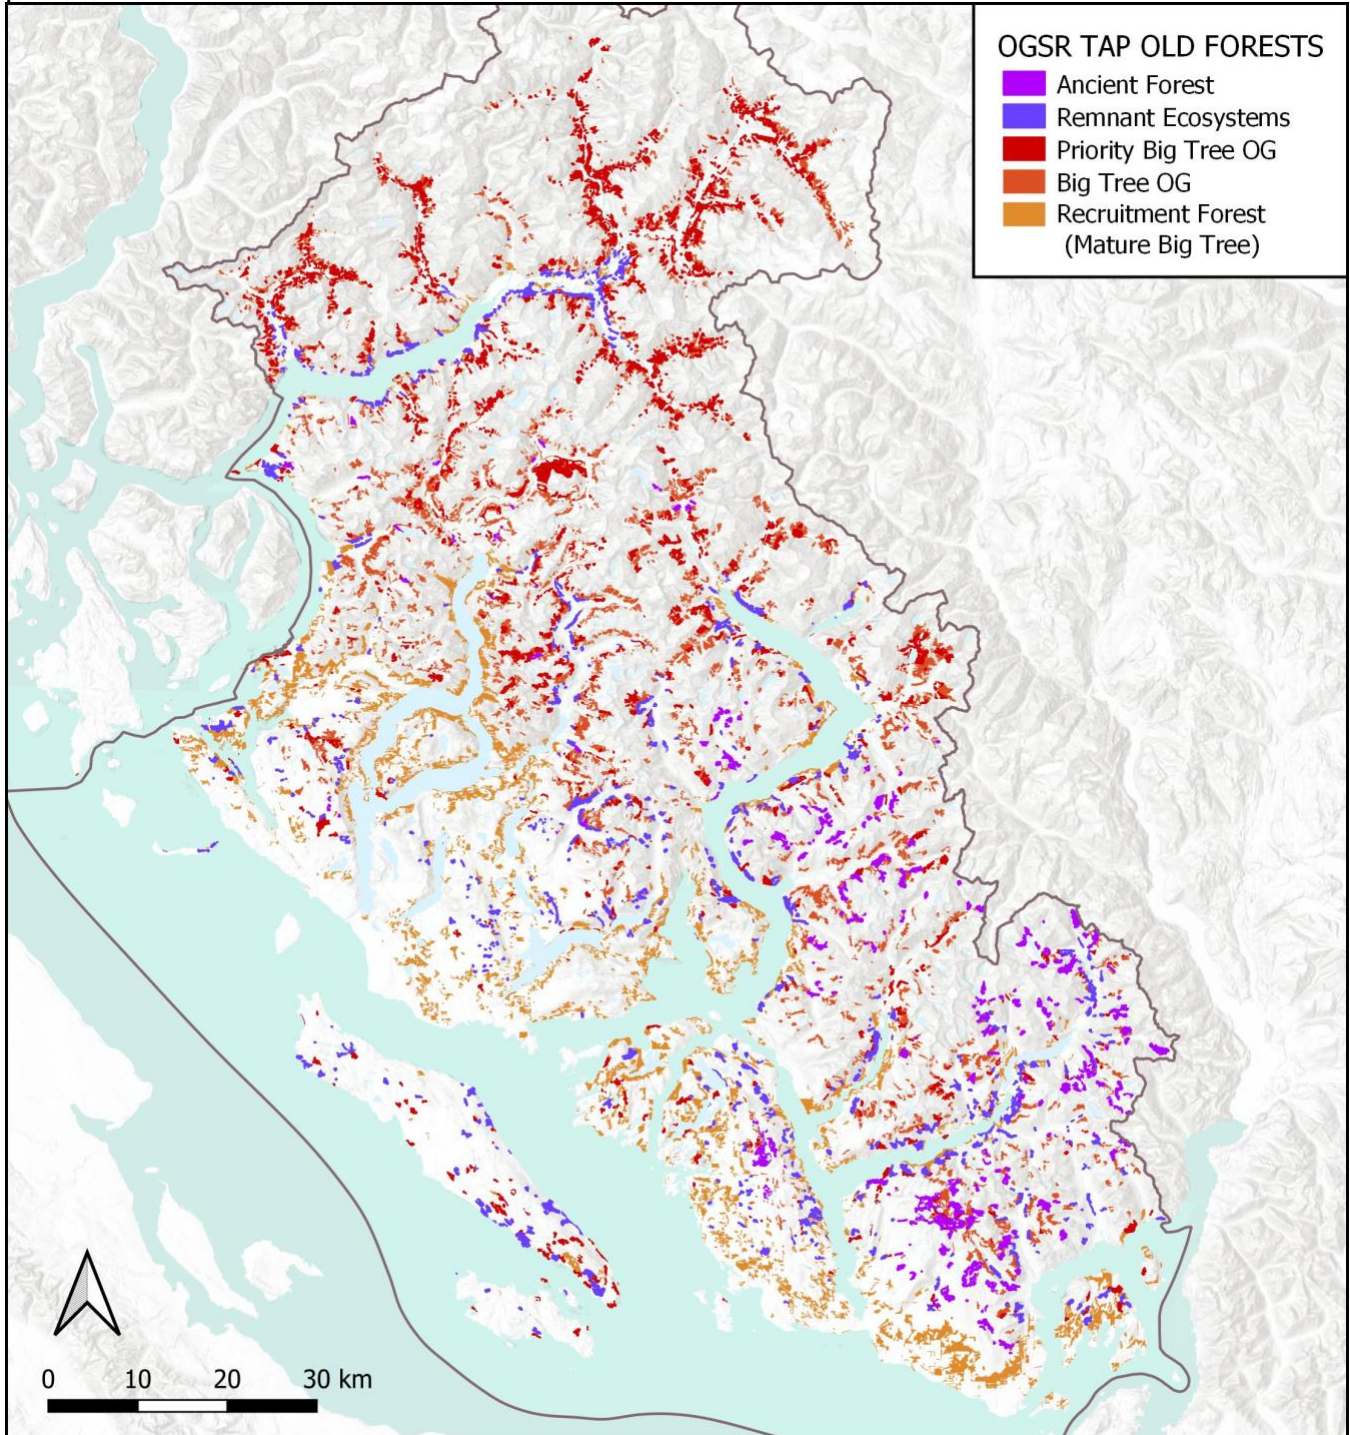 OGSR TAP OLD FORESTS
Ancient Forest
Remnant Ecosystems
Priority Big Tree OG
Big Tree OG
Recruitment Forest
(Mature Big Tree)
0 10 20 30 km